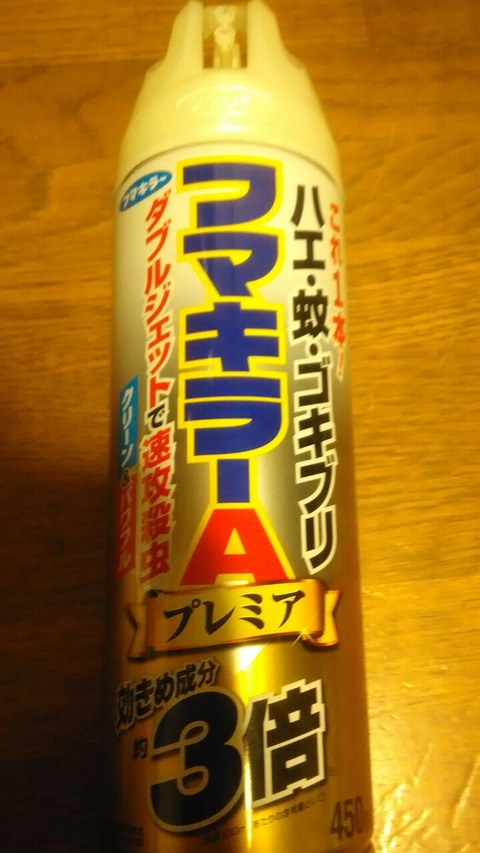 これ1本!
ハエ・蚊・ゴキブリ
フマキラーA
フマキラー
ダブルジェットで速攻殺虫
クリーン&パワフル
プレミア
効きめ成分
約3倍
450